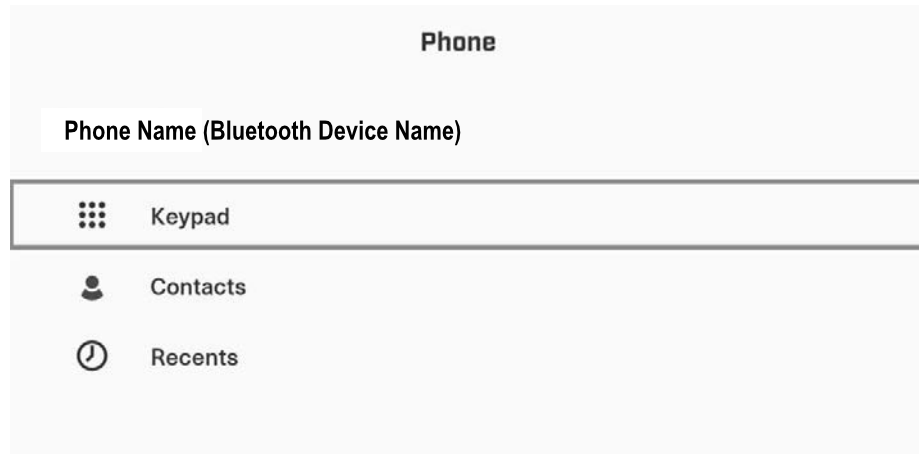 Phone
Phone Name (Bluetooth Device Name)
Keypad
Contacts
Recents